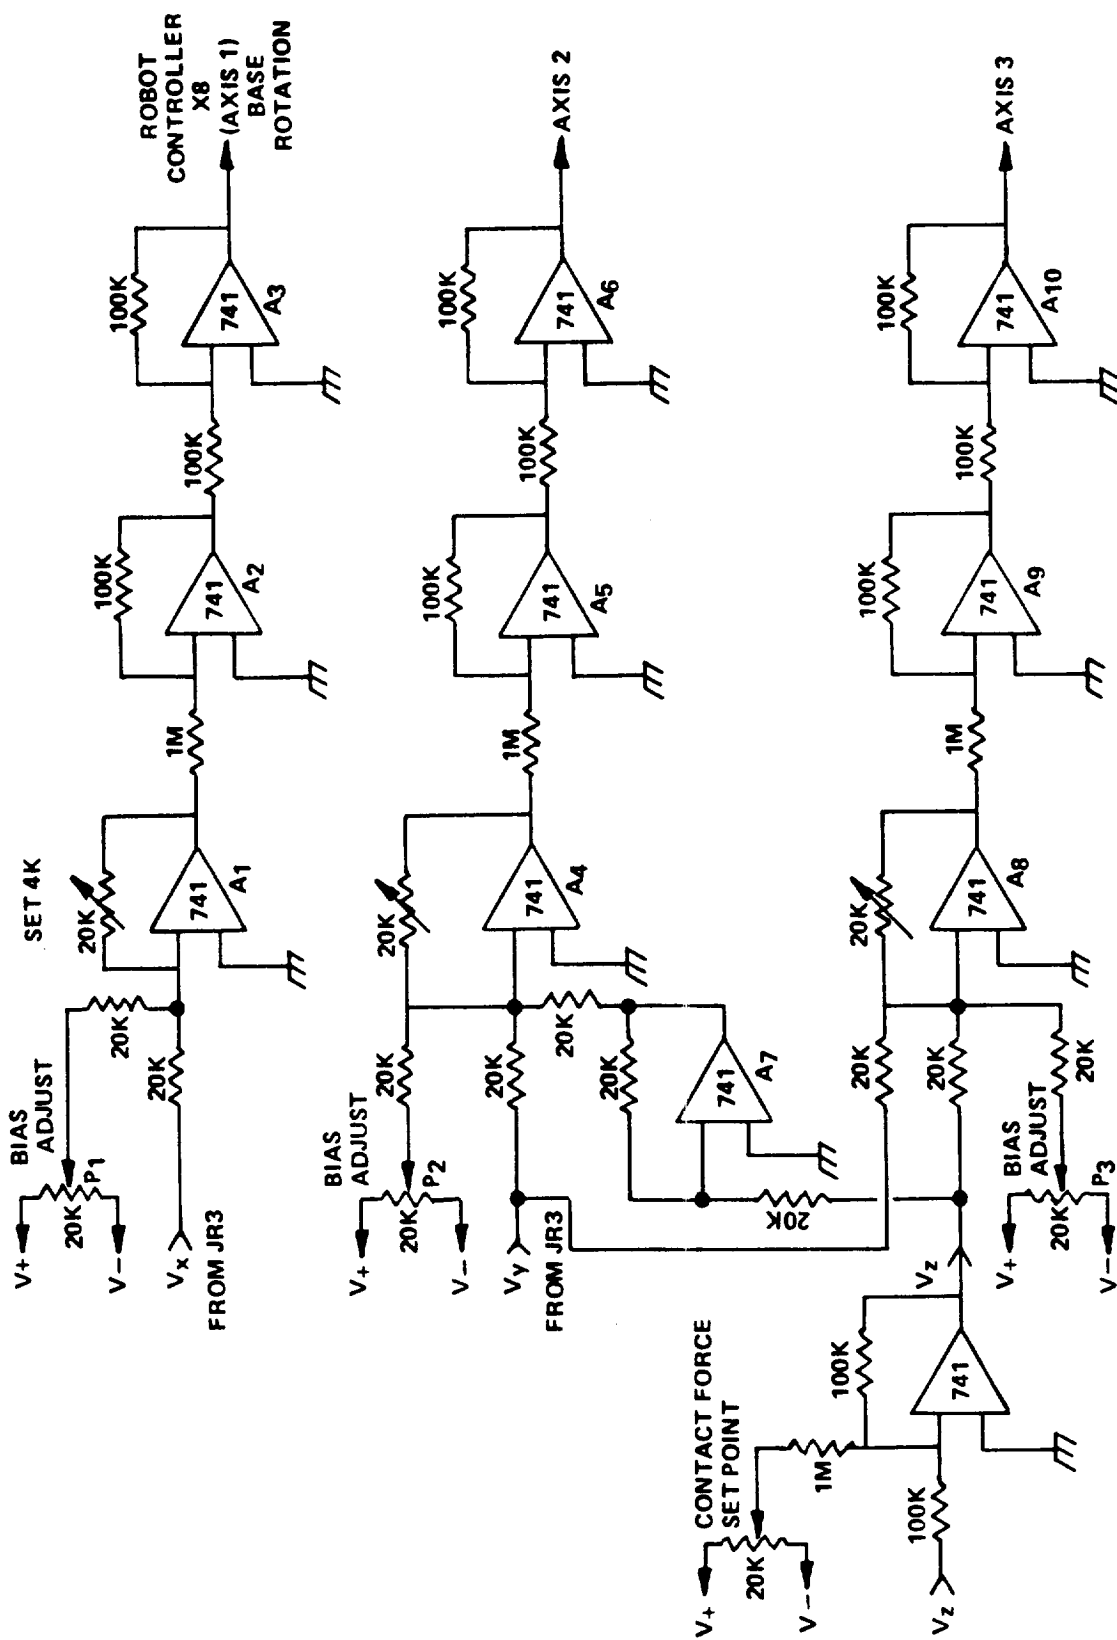 ROBOT
CONTROLLER
X8
(AXIS 1)
BASE
ROTATION
SET 4K
100K
100K
A3
741
100K
A2
741
1M
20K
A1
741
BIAS
ADJUST
V+
20K
P1
V−
20K
20K
Vx
FROM JR3
AXIS 2
100K
A6
741
100K
100K
A5
741
1M
20K
A4
741
BIAS
ADJUST
V+
20K
P2
V−
20K
20K
20K
Vy
FROM JR3
20K
A7
741
20K
AXIS 3
100K
A10
741
100K
100K
A9
741
1M
20K
A8
741
20K
20K
20K
BIAS
ADJUST
V+
20K
P3
V−
Vz
CONTACT FORCE
SET POINT
V+
20K
V−
1M
100K
741
100K
Vz